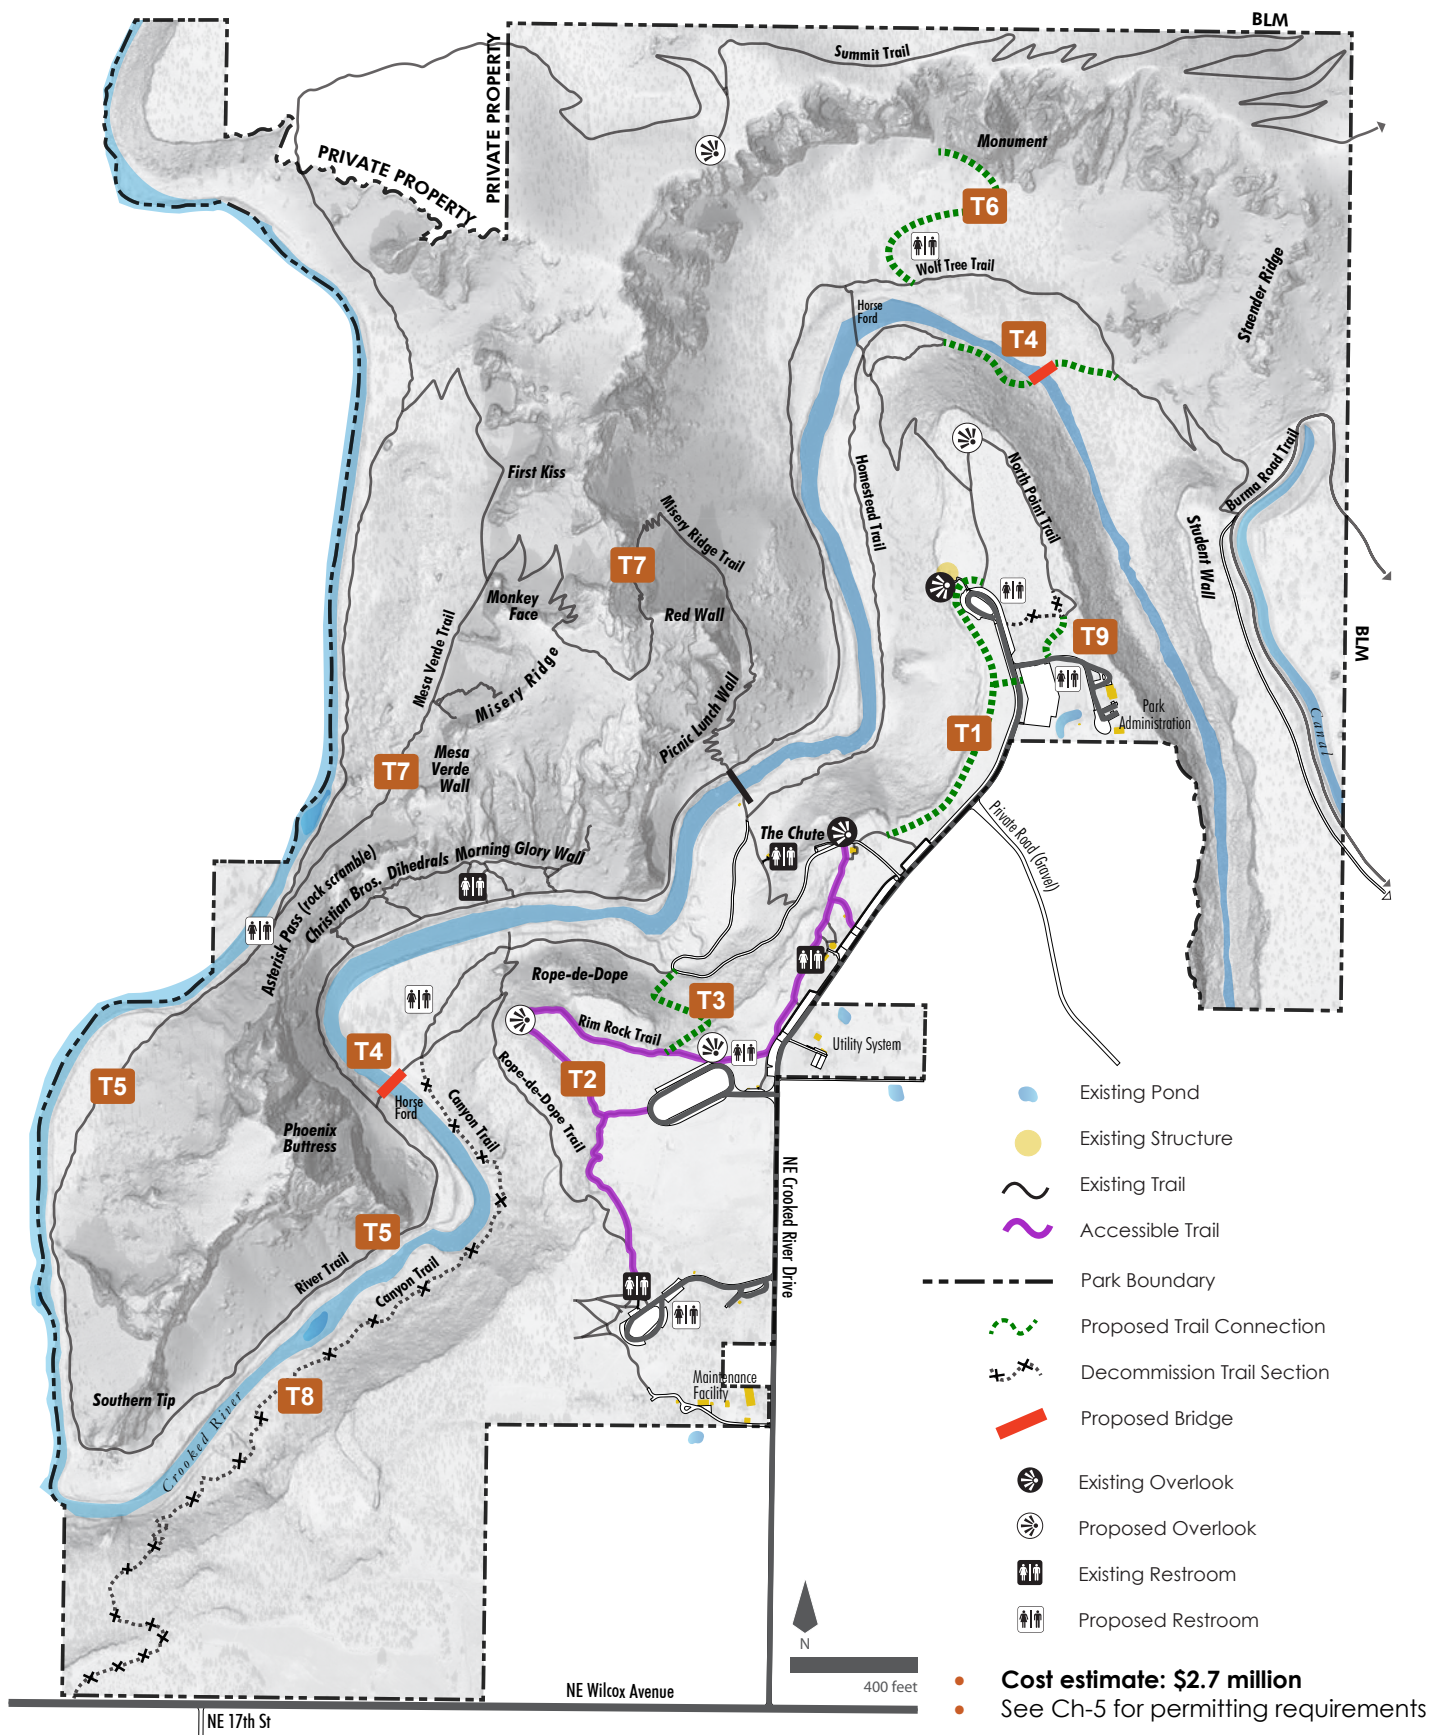 BLM
Summit Trail
PRIVATE PROPERTY
PRIVATE PROPERTY
Monument
T6
Wolf Tree Trail
Staender Ridge
Horse
Ford
T4
First Kiss
Misery Ridge Trail
Homestead Trail
North Point Trail
Burma Road Trail
Student Wall
T7
Monkey
Face
Red Wall
Mesa Verde Trail
Misery Ridge
T9
BLM
Park
Administration
Canal
Picnic Lunch Wall
T1
Mesa
Verde
Wall
T7
The Chute
Private Road (Gravel)
Asterisk Pass (rock scramble)
Christian Bros.
Dihedrals
Morning Glory Wall
Rope-de-Dope
T3
Rim Rock Trail
Utility System
T4
T2
T5
Horse
Ford
Canyon Trail
Rope-de-Dope Trail
Phoenix
Buttress
T5
River Trail
Canyon Trail
NE Crooked River Drive
Southern Tip
T8
Crooked River
Maintenance
Facility
Existing Pond
Existing Structure
Existing Trail
Accessible Trail
Park Boundary
Proposed Trail Connection
Decommission Trail Section
Proposed Bridge
Existing Overlook
Proposed Overlook
Existing Restroom
Proposed Restroom
N
400 feet
• Cost estimate: $2.7 million
• See Ch-5 for permitting requirements
NE Wilcox Avenue
NE 17th St